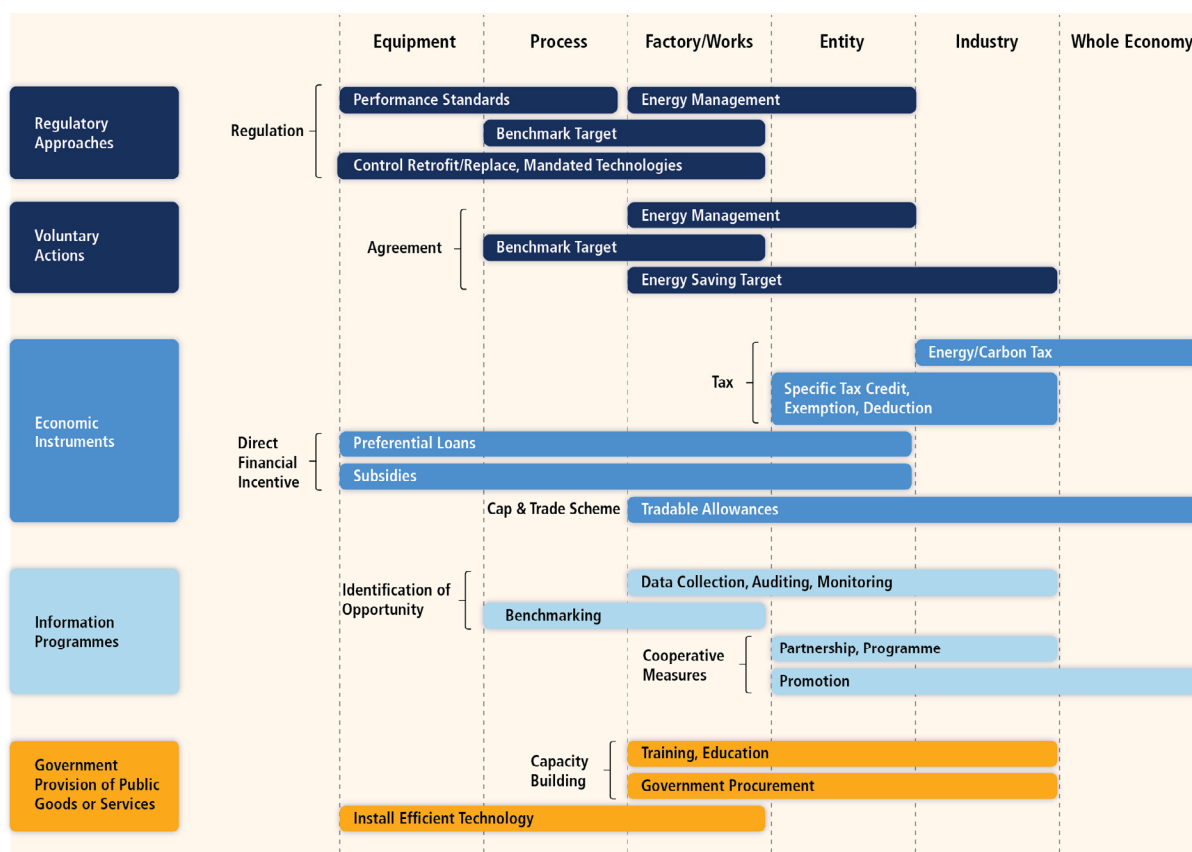 Equipment
Process
Factory/Works
Entity
Industry
Whole Economy
Regulatory
Approaches
Regulation
Performance Standards
Energy Management
Benchmark Target
Control Retrofit/Replace, Mandated Technologies
Voluntary
Actions
Agreement
Energy Management
Benchmark Target
Energy Saving Target
Economic
Instruments
Tax
Energy/Carbon Tax
Specific Tax Credit,
Exemption, Deduction
Direct
Financial
Incentive
Preferential Loans
Subsidies
Cap & Trade Scheme
Tradable Allowances
Information
Programmes
Identification of
Opportunity
Data Collection, Auditing, Monitoring
Benchmarking
Cooperative
Measures
Partnership, Programme
Promotion
Government
Provision of Public
Goods or Services
Capacity
Building
Training, Education
Government Procurement
Install Efficient Technology